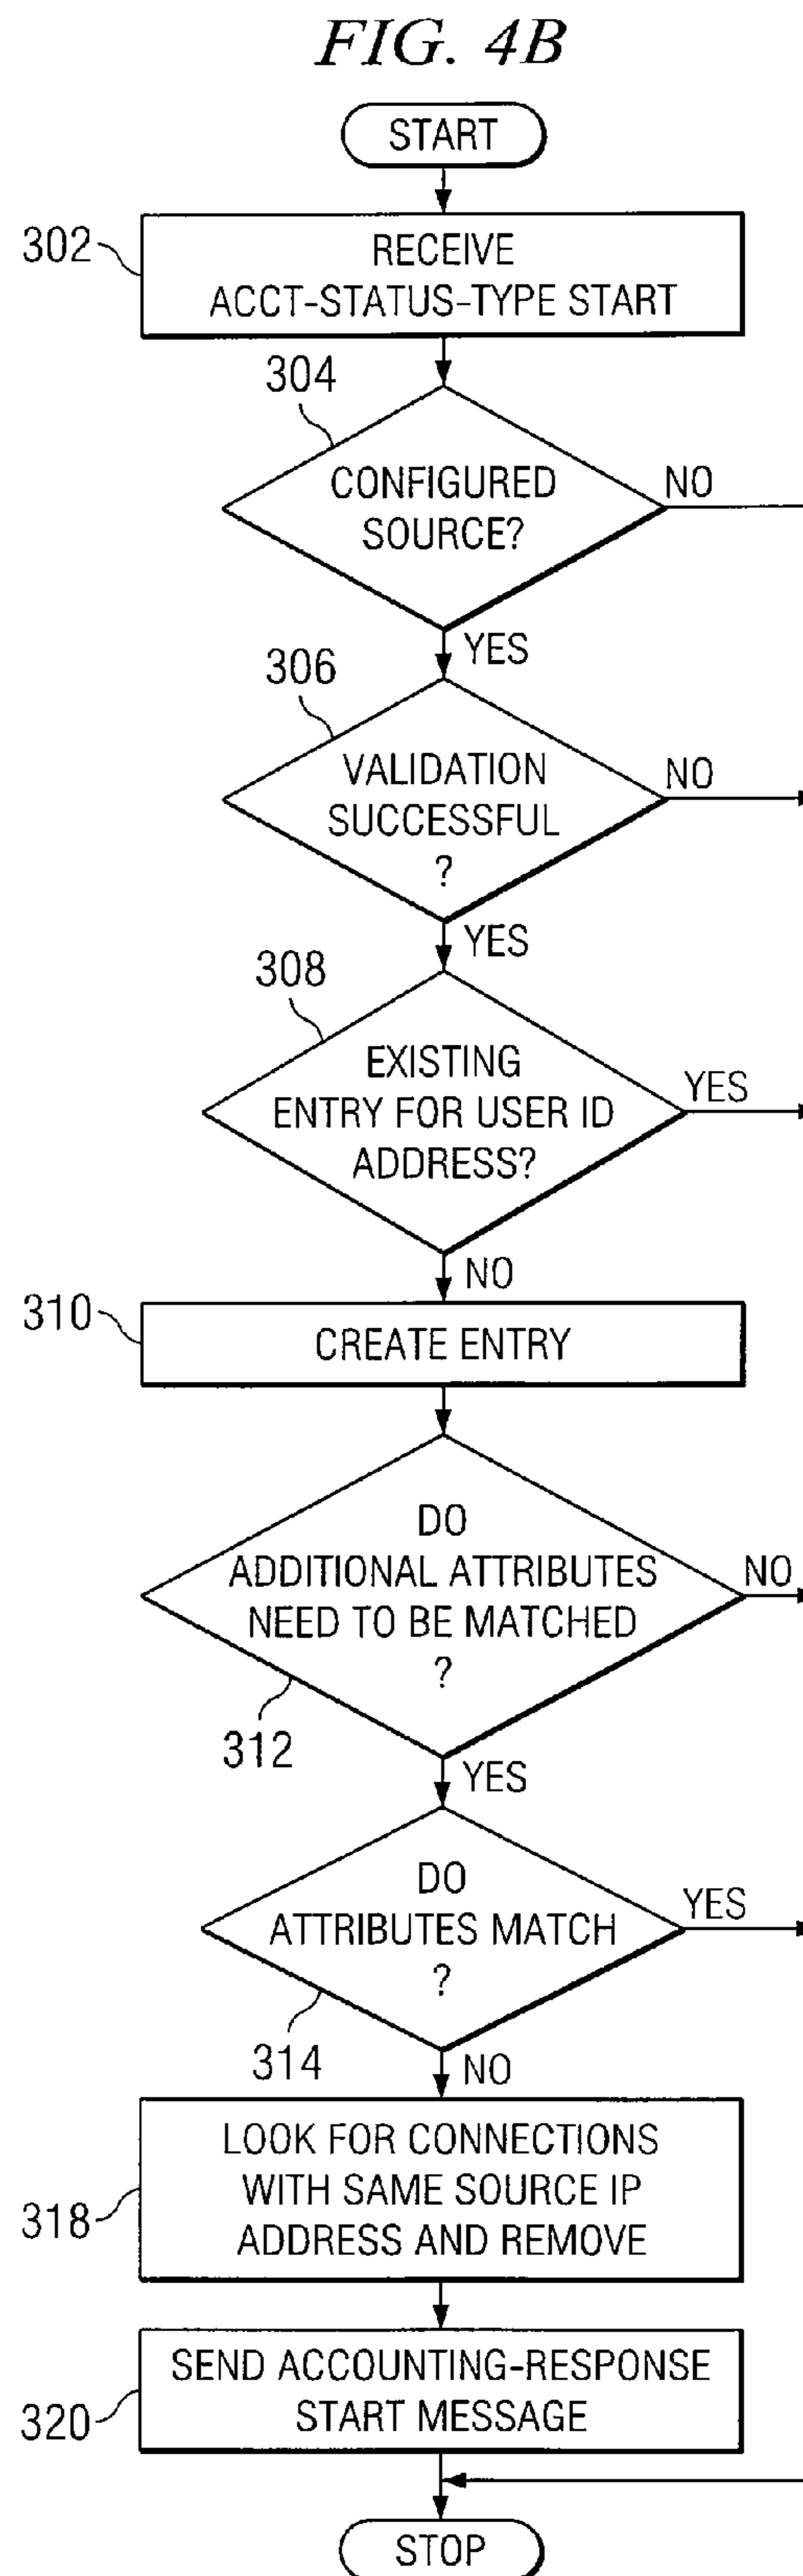 FIG. 4B
START
302
RECEIVE
ACCT-STATUS-TYPE START
304
CONFIGURED
SOURCE?
NO
YES
306
VALIDATION
SUCCESSFUL
?
NO
YES
308
EXISTING
ENTRY FOR USER ID
ADDRESS?
YES
NO
310
CREATE ENTRY
DO
ADDITIONAL ATTRIBUTES
NEED TO BE MATCHED
?
NO
312
YES
DO
ATTRIBUTES MATCH
?
YES
314
NO
318
LOOK FOR CONNECTIONS
WITH SAME SOURCE IP
ADDRESS AND REMOVE
320
SEND ACCOUNTING-RESPONSE
START MESSAGE
STOP